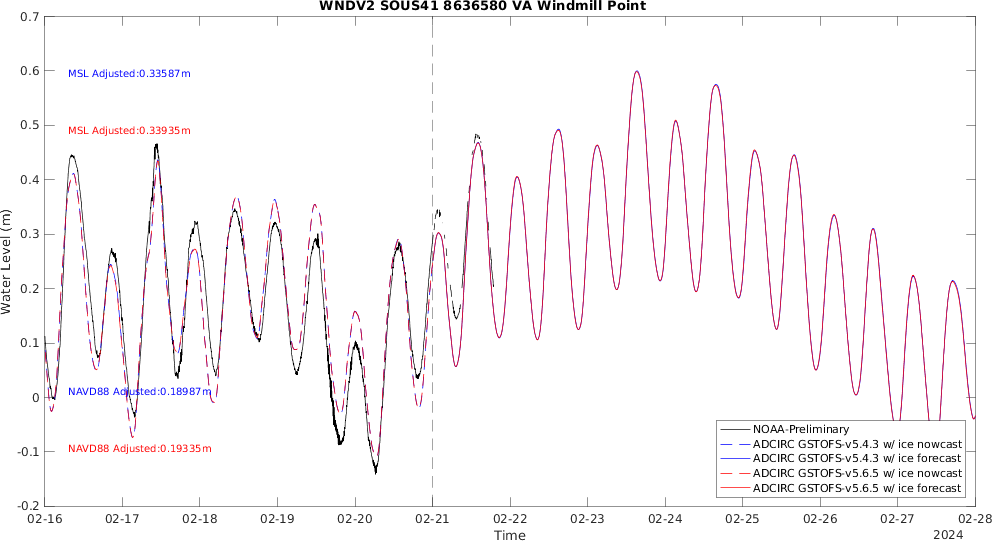 WNDV2 SOUS41 8636580 VA Windmill Point
0.7
0.6
0.5
0.4
0.3
0.2
0.1
0
-0.1
-0.2
Water Level (m)
MSL Adjusted:0.33587m
MSL Adjusted:0.33935m
NAVD88 Adjusted:0.18987m
NAVD88 Adjusted:0.19335m
NOAA-Preliminary
ADCIRC GSTOFS-v5.4.3 w/ ice nowcast
ADCIRC GSTOFS-v5.4.3 w/ ice forecast
ADCIRC GSTOFS-v5.6.5 w/ ice nowcast
ADCIRC GSTOFS-v5.6.5 w/ ice forecast
02-16 02-17 02-18 02-19 02-20 02-21 02-22 02-23 02-24 02-25 02-26 02-27 02-28
Time
2024